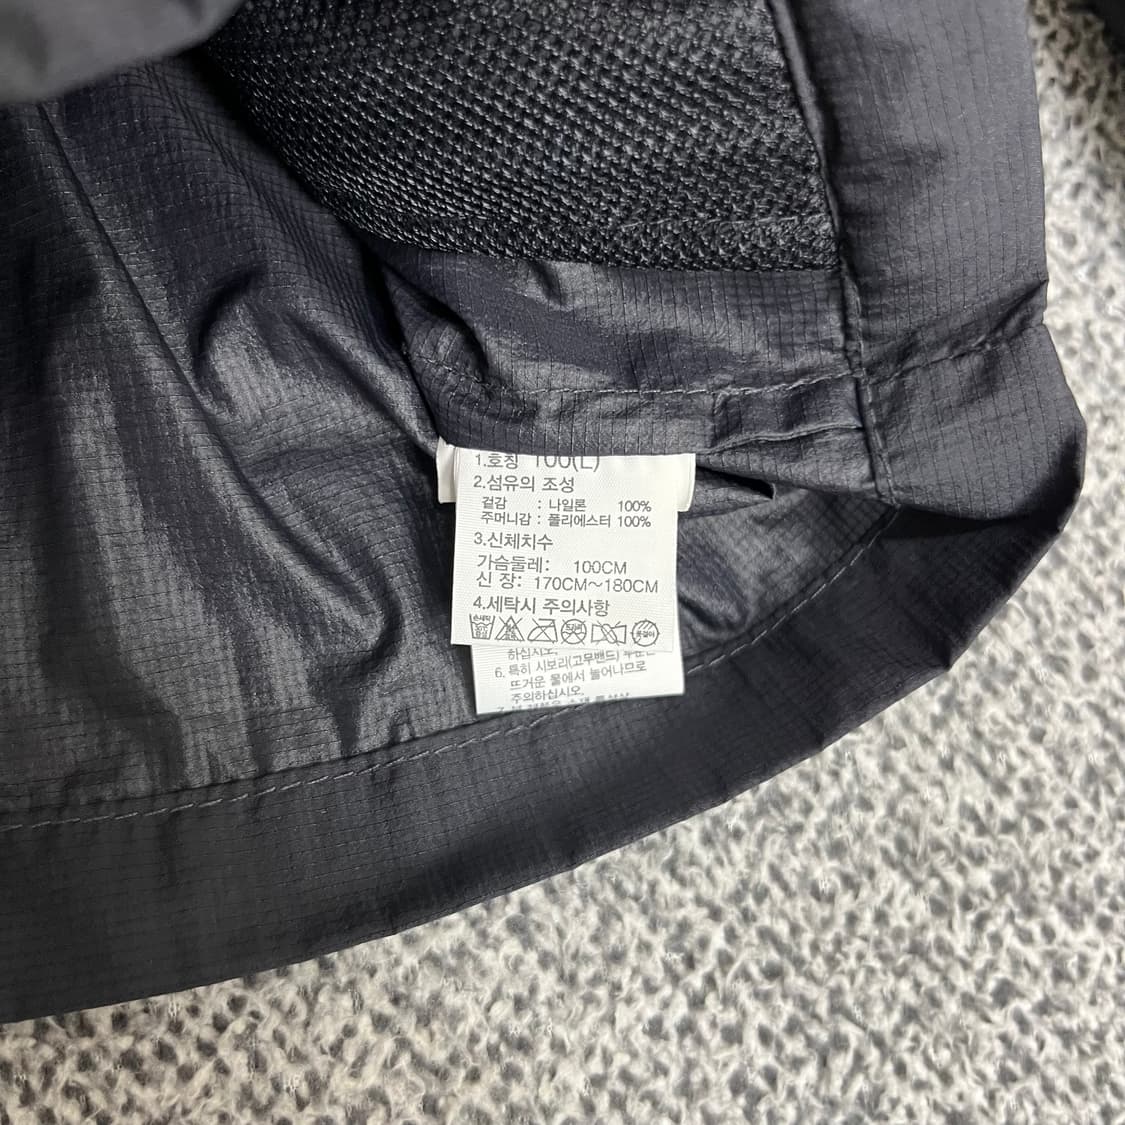 1.호칭 100(L)
2.섬유의 조성
겉감 : 나일론 100%
주머니감 : 폴리에스터 100%
3.신체치수
가슴둘레: 100CM
신 장: 170CM~180CM
4.세탁시 주의사항
하십시오.
6. 특히 시보리(고무밴드) 부분은
뜨거운 물에서 늘어나므로
주의하십시오.